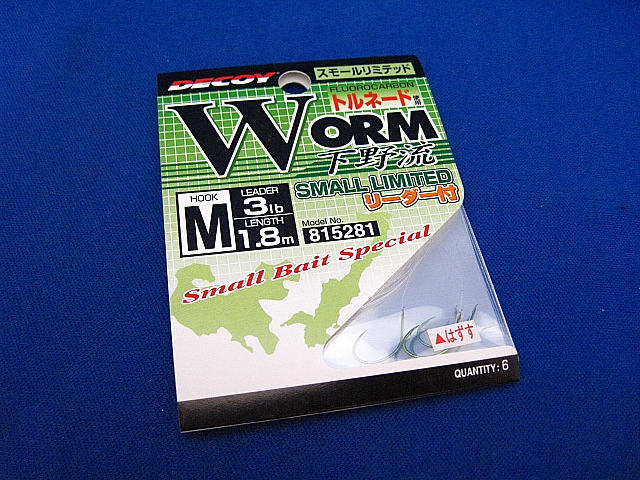 DECOY
スモールリミテッド
FLUOROCARBON
トルネード使用
WORM
下野流
SMALL LIMITED
リーダー付
HOOK
M
LEADER
3lb
LENGTH
1.8m
Model No.
815281
Small Bait Special
▲はずす
QUANTITY: 6